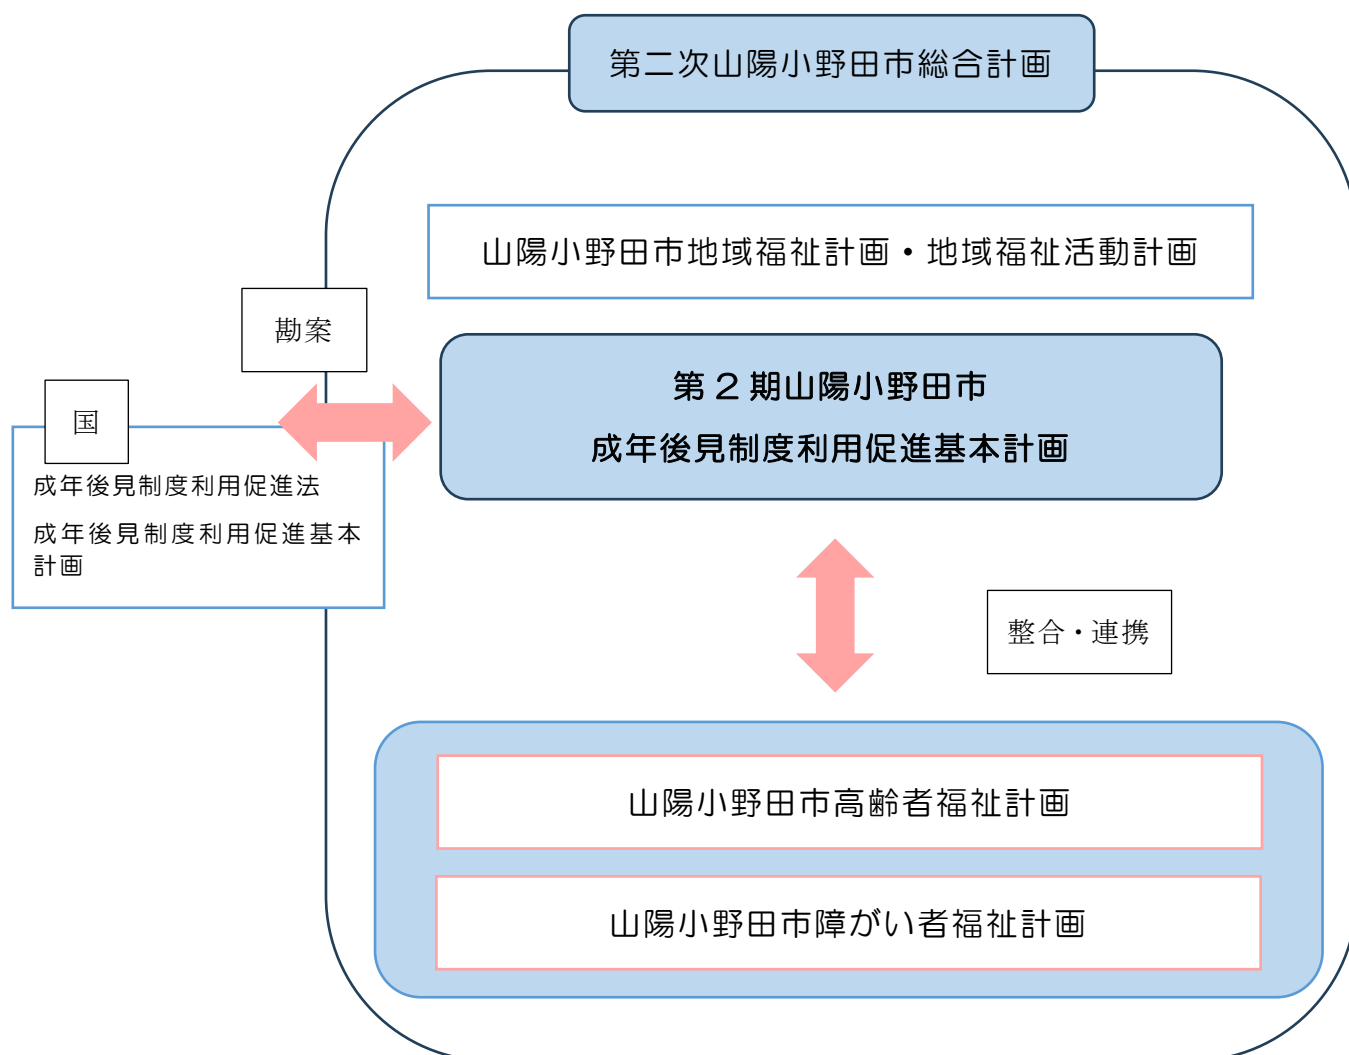 第二次山陽小野田市総合計画
山陽小野田市地域福祉計画・地域福祉活動計画
勘案
第２期山陽小野田市
成年後見制度利用促進基本計画
国
成年後見制度利用促進法
成年後見制度利用促進基本
計画
整合・連携
山陽小野田市高齢者福祉計画
山陽小野田市障がい者福祉計画